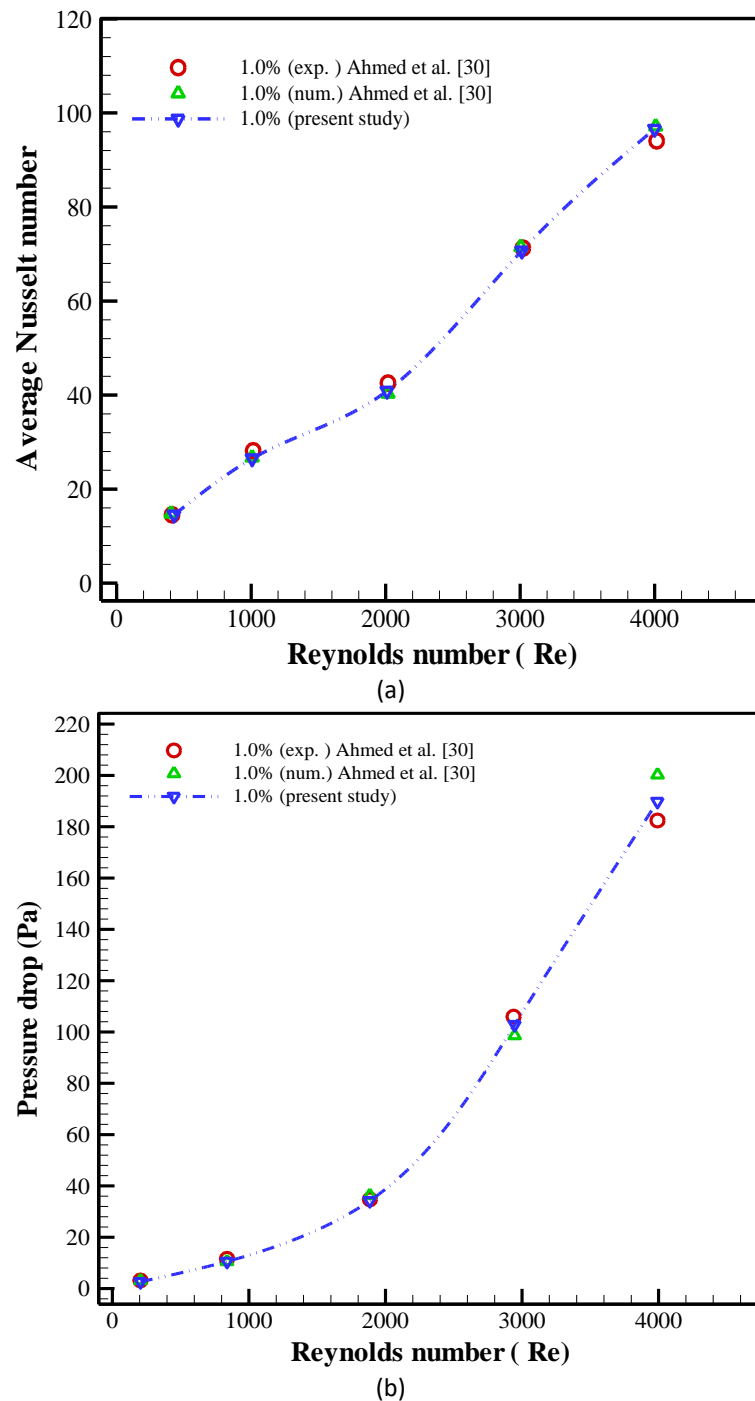 120
100
80
60
40
20
0
Average Nusselt number
1.0% (exp. ) Ahmed et al. [30]
1.0% (num.) Ahmed et al. [30]
1.0% (present study)
0 1000 2000 3000 4000
Reynolds number ( Re)
(a)
220
200
180
160
140
120
100
80
60
40
20
0
Pressure drop (Pa)
1.0% (exp. ) Ahmed et al. [30]
1.0% (num.) Ahmed et al. [30]
1.0% (present study)
0 1000 2000 3000 4000
Reynolds number ( Re)
(b)